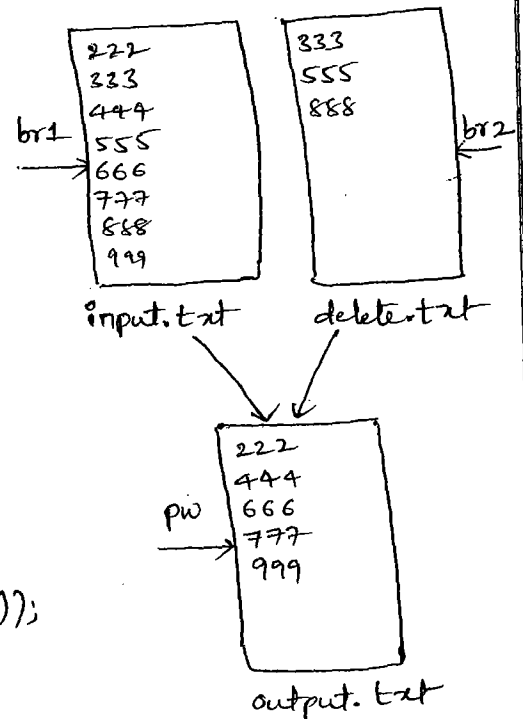 222
333
444
555
666
777
888
999
br1
input.txt
333
555
888
br2
delete.txt
222
444
666
777
999
pw
output.txt
));